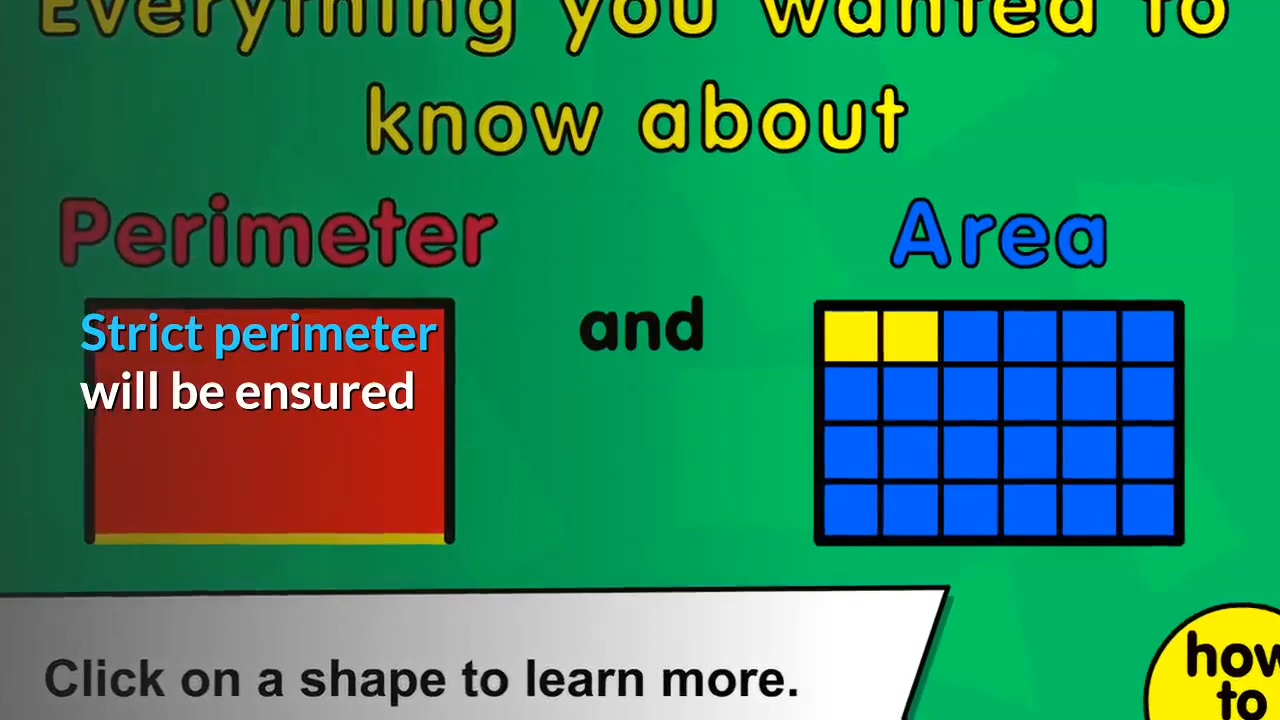 Everything you wanted to
know about
Perimeter
and
Area
Strict perimeter
will be ensured
Click on a shape to learn more.
how
to